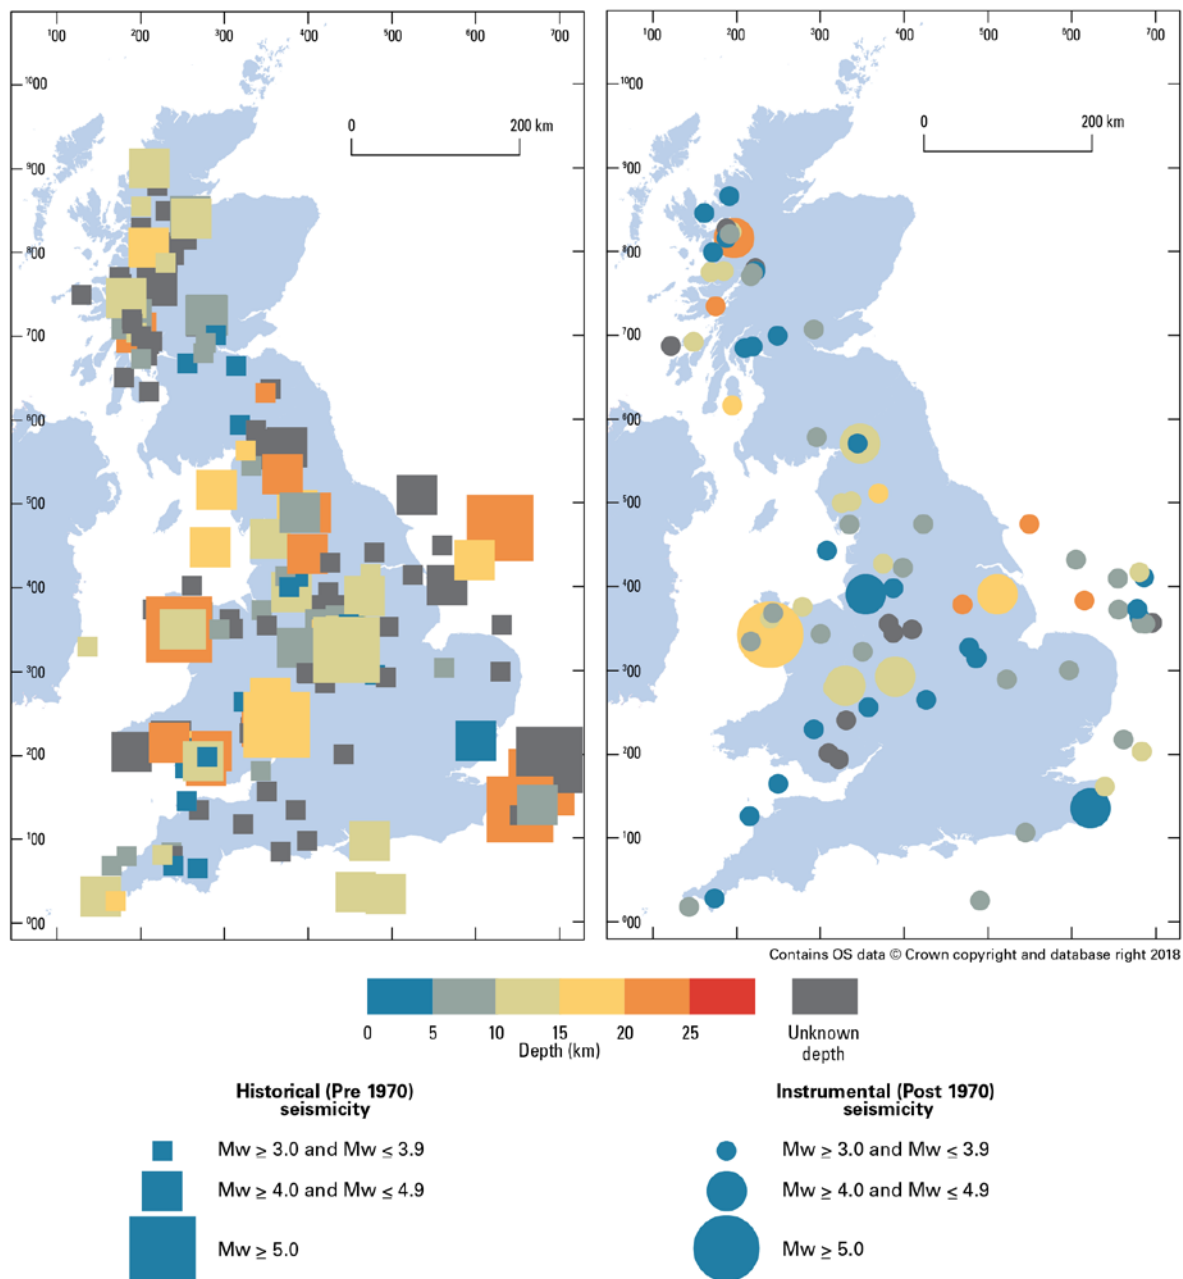 100 200 300 400 500 600 700
1000
900
800
700
600
500
400
300
200
100
000
0 200 km
100 200 300 400 500 600 700
1000
900
800
700
600
500
400
300
200
100
000
0 200 km
Contains OS data © Crown copyright and database right 2018
0 5 10 15 20 25
Depth (km)
Unknown
depth
Historical (Pre 1970)
seismicity
Mw ≥ 3.0 and Mw ≤ 3.9
Mw ≥ 4.0 and Mw ≤ 4.9
Mw ≥ 5.0
Instrumental (Post 1970)
seismicity
Mw ≥ 3.0 and Mw ≤ 3.9
Mw ≥ 4.0 and Mw ≤ 4.9
Mw ≥ 5.0